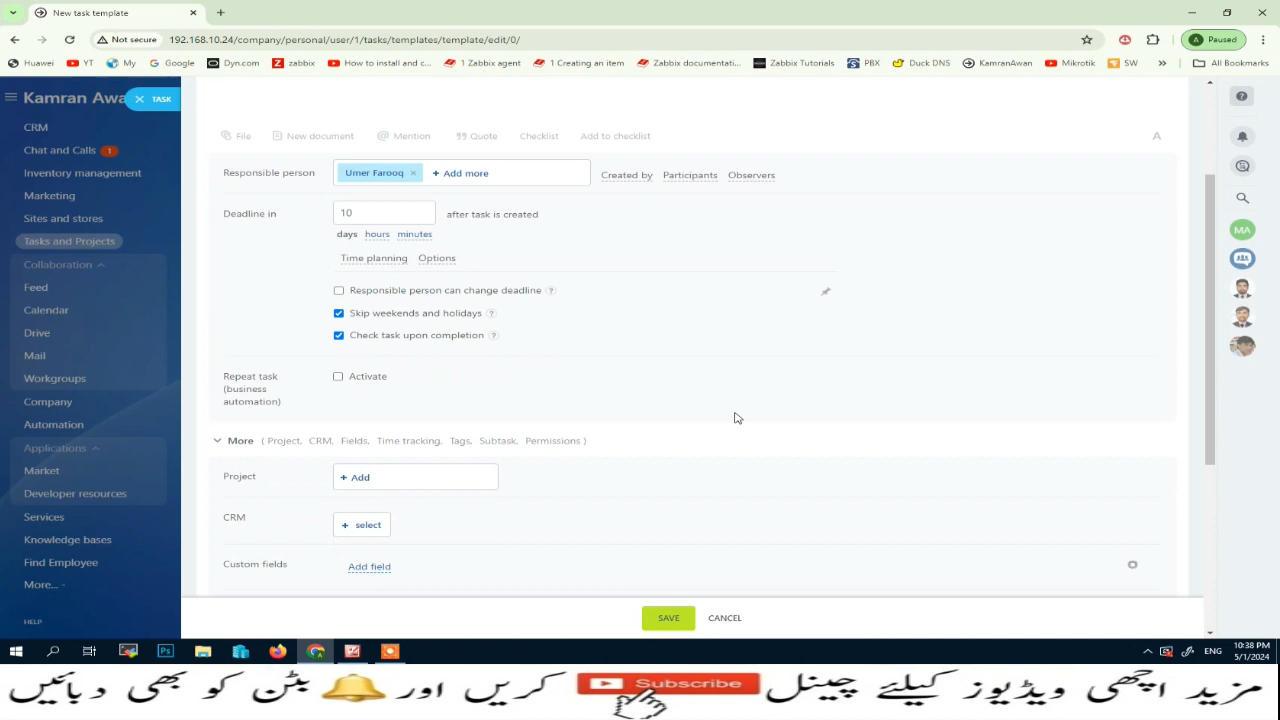 New task template
Not secure 192.168.10.24/company/personal/user/1/tasks/templates/template/edit/0/ Paused
Huawei YT My Google Dyn.com zabbix How to install and c... 1 Zabbix agent 1 Creating an item Zabbix documentati... Zabbix Tutorials PBX Duck DNS KamranAwan Mikrotik SW All Bookmarks
Kamran Awa TASK
CRM
Chat and Calls 1
Inventory management
Marketing
Sites and stores
Tasks and Projects
Collaboration
Feed
Calendar
Drive
Mail
Workgroups
Company
Automation
Applications
Market
Developer resources
Services
Knowledge bases
Find Employee
More...
HELP
File New document @ Mention Quote Checklist Add to checklist A
Responsible person Umer Farooq × + Add more Created by Participants Observers
Deadline in 10 after task is created
days hours minutes
Time planning Options
Responsible person can change deadline ?
Skip weekends and holidays ?
Check task upon completion ?
Repeat task (business automation) Activate
More ( Project, CRM, Fields, Time tracking, Tags, Subtask, Permissions )
Project + Add
CRM + select
Custom fields Add field
SAVE CANCEL
MA
ENG 10:38 PM
5/1/2024
مزید اچھی ویڈیوز کیلئے چینل Subscribe کریں اور بٹن کو بھی دبائیں